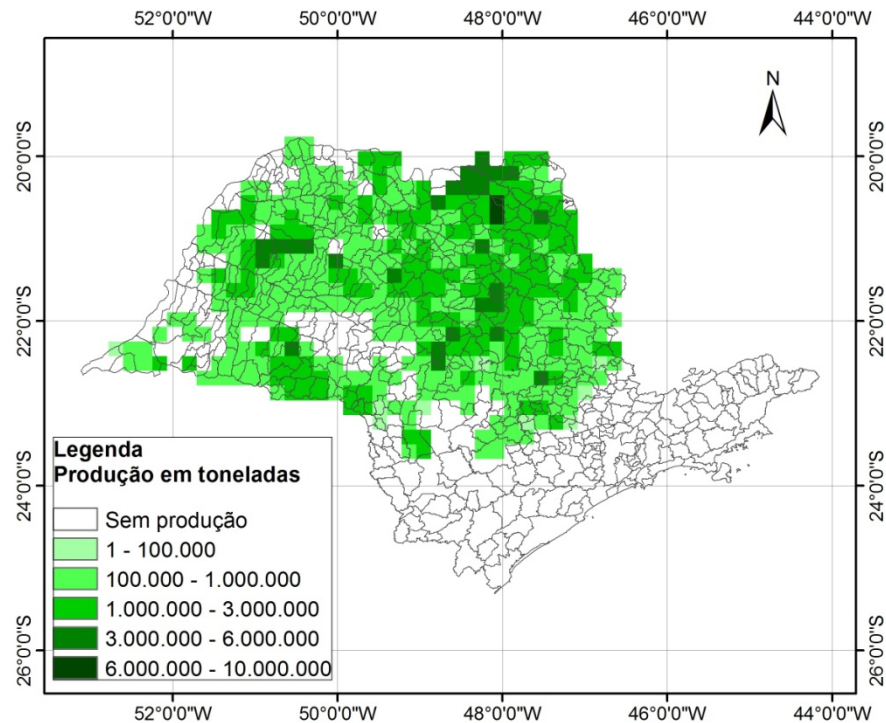 52°0'0"O 50°0'0"O 48°0'0"O 46°0'0"O 44°0'0"O
N
20°0'0"S 20°0'0"S
22°0'0"S 22°0'0"S
24°0'0"S 24°0'0"S
26°0'0"S 26°0'0"S
Legenda
Produção em toneladas
Sem produção
1 - 100.000
100.000 - 1.000.000
1.000.000 - 3.000.000
3.000.000 - 6.000.000
6.000.000 - 10.000.000
52°0'0"O 50°0'0"O 48°0'0"O 46°0'0"O 44°0'0"O